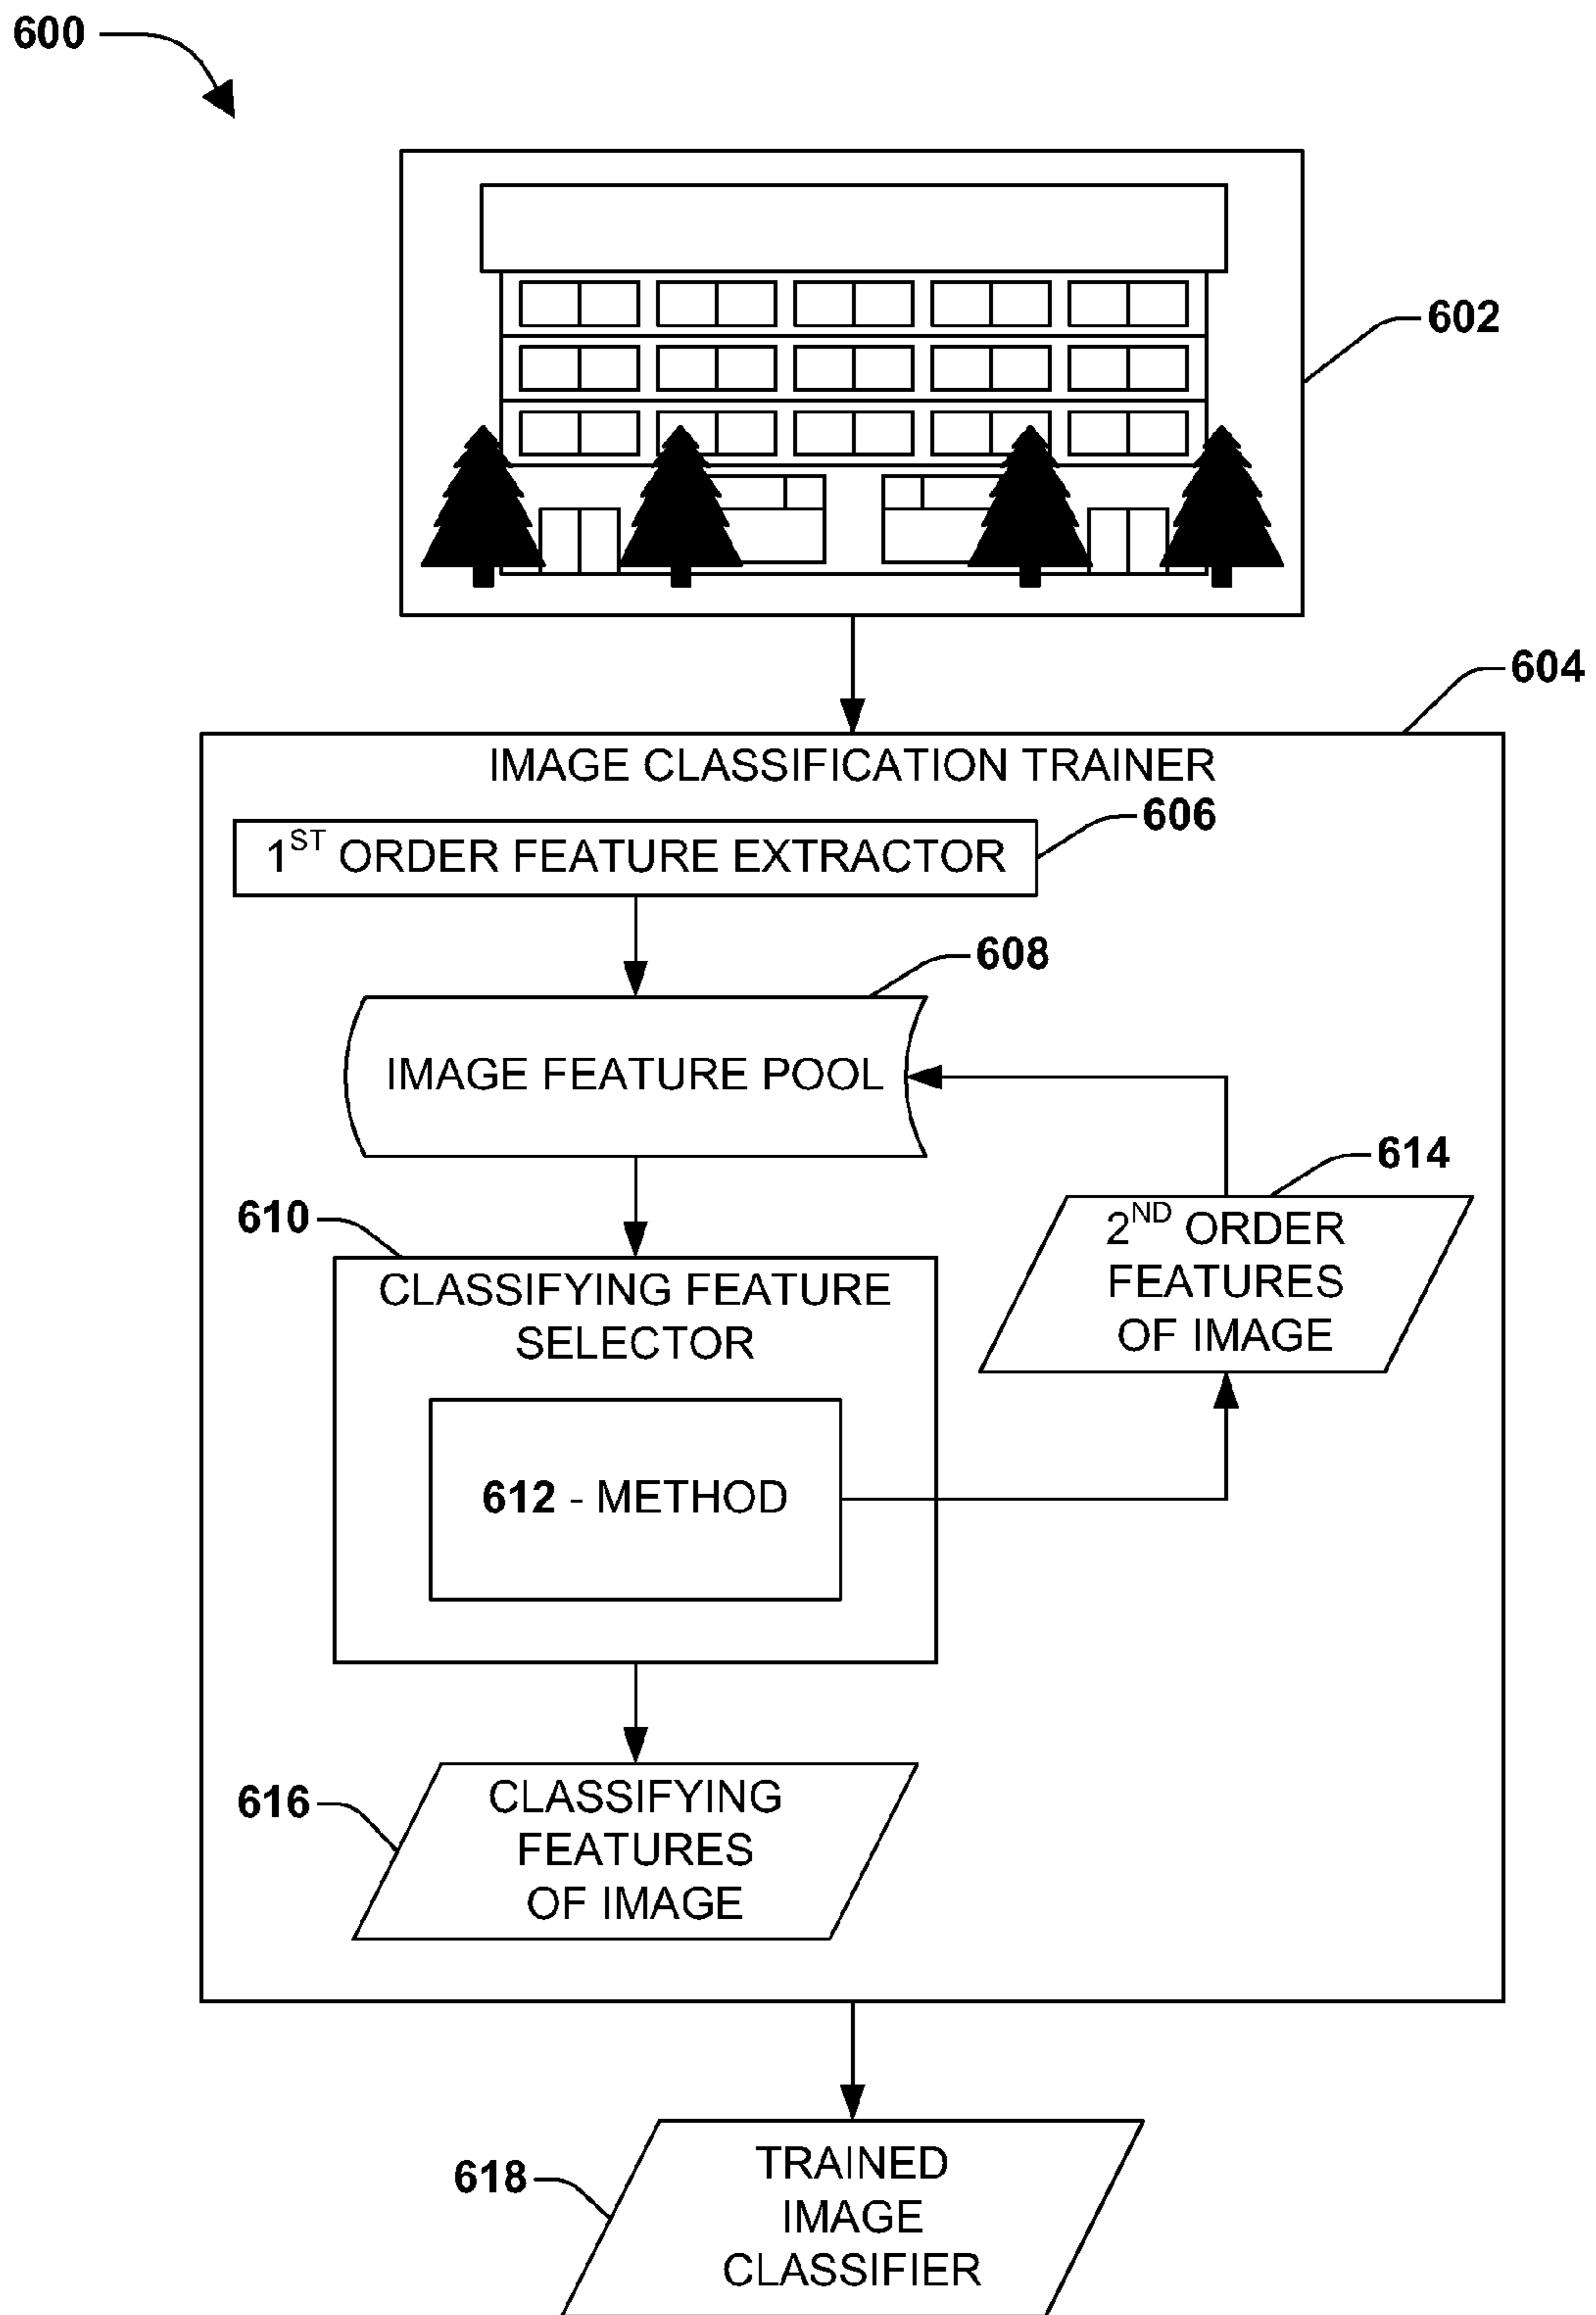 600
602
604
IMAGE CLASSIFICATION TRAINER
606
1ST ORDER FEATURE EXTRACTOR
608
IMAGE FEATURE POOL
614
610
2ND ORDER
FEATURES
OF IMAGE
CLASSIFYING FEATURE
SELECTOR
612 - METHOD
616
CLASSIFYING
FEATURES
OF IMAGE
618
TRAINED
IMAGE
CLASSIFIER